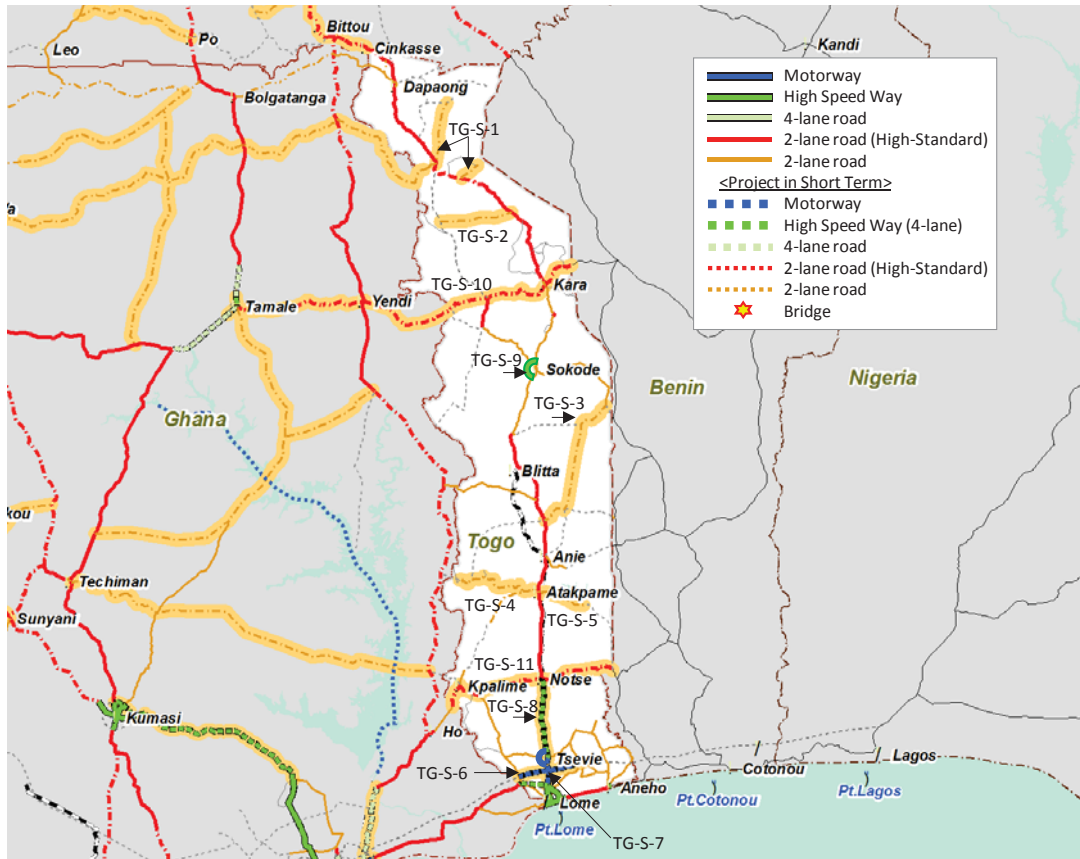 Bittou
Po
Leo
Cinkasse
Kandi
Dapaong
Bolgatanga
TG-S-1
TG-S-2
TG-S-10
Kara
Tamale
Yendi
TG-S-9
Sokode
Benin
Nigeria
TG-S-3
Ghana
Blitta
kou
Togo
Anie
Techiman
Atakpame
TG-S-4
Sunyani
TG-S-5
TG-S-11
Kpalime
Notse
TG-S-8
Kumasi
Ho
Tsevie
TG-S-6
Lagos
Cotonou
Aneho
Lome
Pt.Cotonou
Pt.Lagos
Pt.Lome
TG-S-7
Motorway
High Speed Way
4-lane road
2-lane road (High-Standard)
2-lane road
<Project in Short Term>
Motorway
High Speed Way (4-lane)
4-lane road
2-lane road (High-Standard)
2-lane road
Bridge